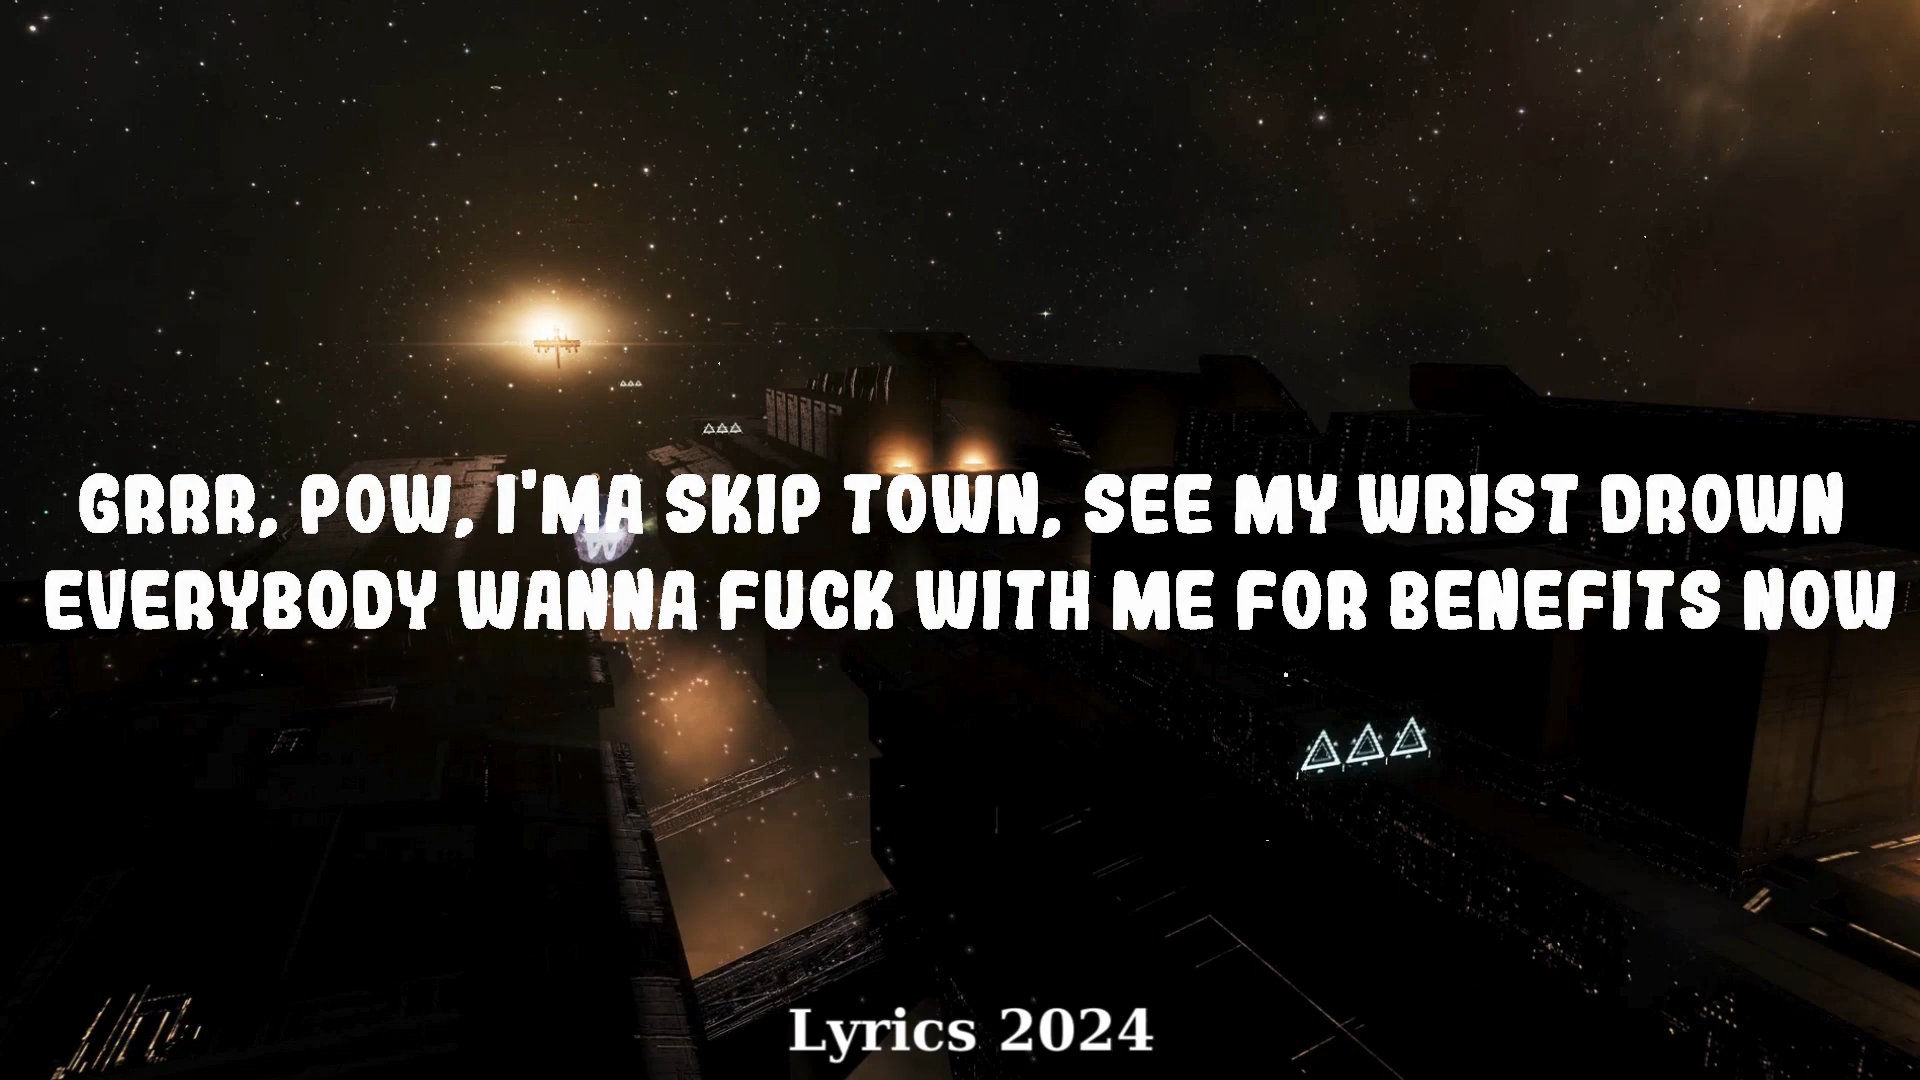 GRRR, POW, I'MA SKIP TOWN, SEE MY WRIST DROWN
EVERYBODY WANNA FUCK WITH ME FOR BENEFITS NOW
Lyrics 2024